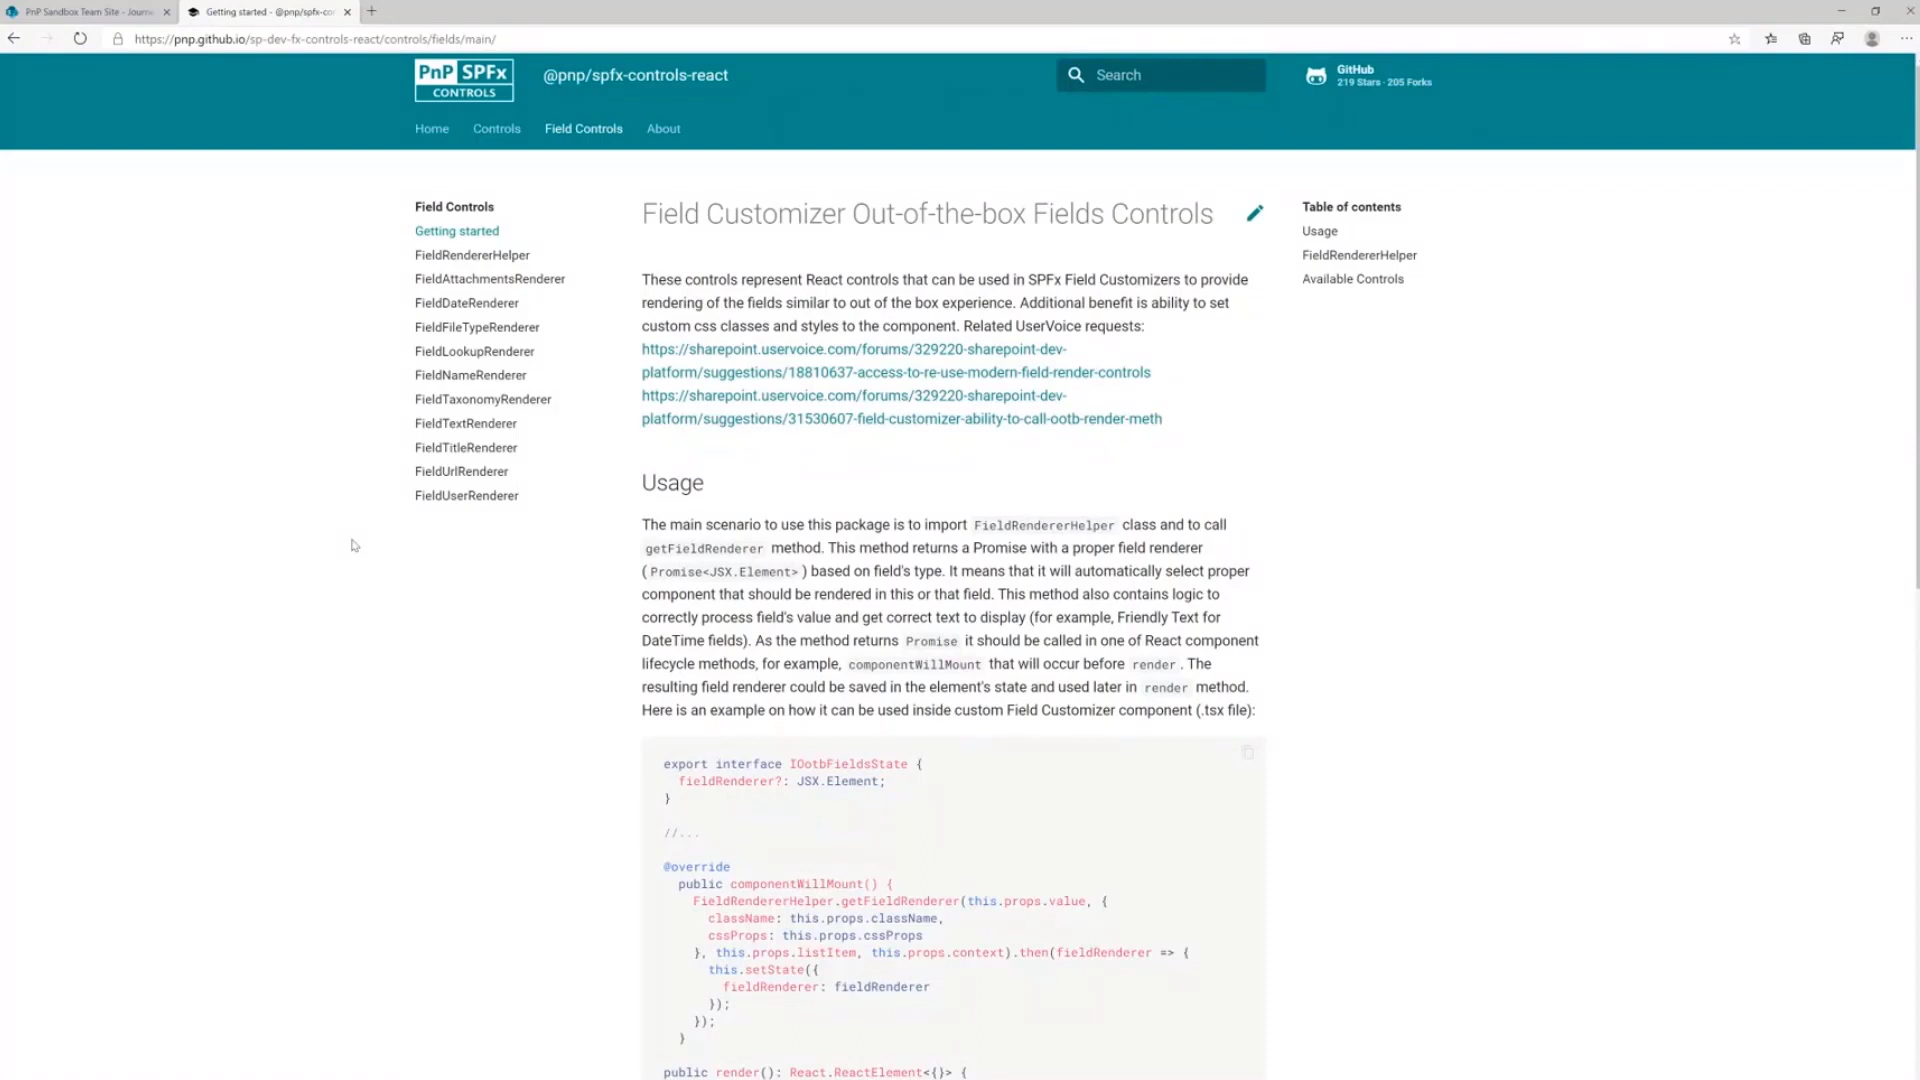 PnP Sandbox Team Site - Journe
Getting started - @pnp/spfx-cor
https://pnp.github.io/sp-dev-fx-controls-react/controls/fields/main/
PnP SPFx
CONTROLS
@pnp/spfx-controls-react
Search
GitHub
219 Stars · 205 Forks
Home
Controls
Field Controls
About
Field Controls
Getting started
FieldRendererHelper
FieldAttachmentsRenderer
FieldDateRenderer
FieldFileTypeRenderer
FieldLookupRenderer
FieldNameRenderer
FieldTaxonomyRenderer
FieldTextRenderer
FieldTitleRenderer
FieldUrlRenderer
FieldUserRenderer
Field Customizer Out-of-the-box Fields Controls
These controls represent React controls that can be used in SPFx Field Customizers to provide
rendering of the fields similar to out of the box experience. Additional benefit is ability to set
custom css classes and styles to the component. Related UserVoice requests:
https://sharepoint.uservoice.com/forums/329220-sharepoint-dev-
platform/suggestions/18810637-access-to-re-use-modern-field-render-controls
https://sharepoint.uservoice.com/forums/329220-sharepoint-dev-
platform/suggestions/31530607-field-customizer-ability-to-call-ootb-render-meth
Usage
The main scenario to use this package is to import FieldRendererHelper class and to call
getFieldRenderer method. This method returns a Promise with a proper field renderer
( Promise<JSX.Element> ) based on field's type. It means that it will automatically select proper
component that should be rendered in this or that field. This method also contains logic to
correctly process field's value and get correct text to display (for example, Friendly Text for
DateTime fields). As the method returns Promise it should be called in one of React component
lifecycle methods, for example, componentWillMount that will occur before render . The
resulting field renderer could be saved in the element's state and used later in render method.
Here is an example on how it can be used inside custom Field Customizer component (.tsx file):
export interface IOotbFieldsState {
fieldRenderer?: JSX.Element;
}
//...
@override
public componentWillMount() {
FieldRendererHelper.getFieldRenderer(this.props.value, {
className: this.props.className,
cssProps: this.props.cssProps
}, this.props.listItem, this.props.context).then(fieldRenderer => {
this.setState({
fieldRenderer: fieldRenderer
});
});
}
public render(): React.ReactElement<{}> {
Table of contents
Usage
FieldRendererHelper
Available Controls